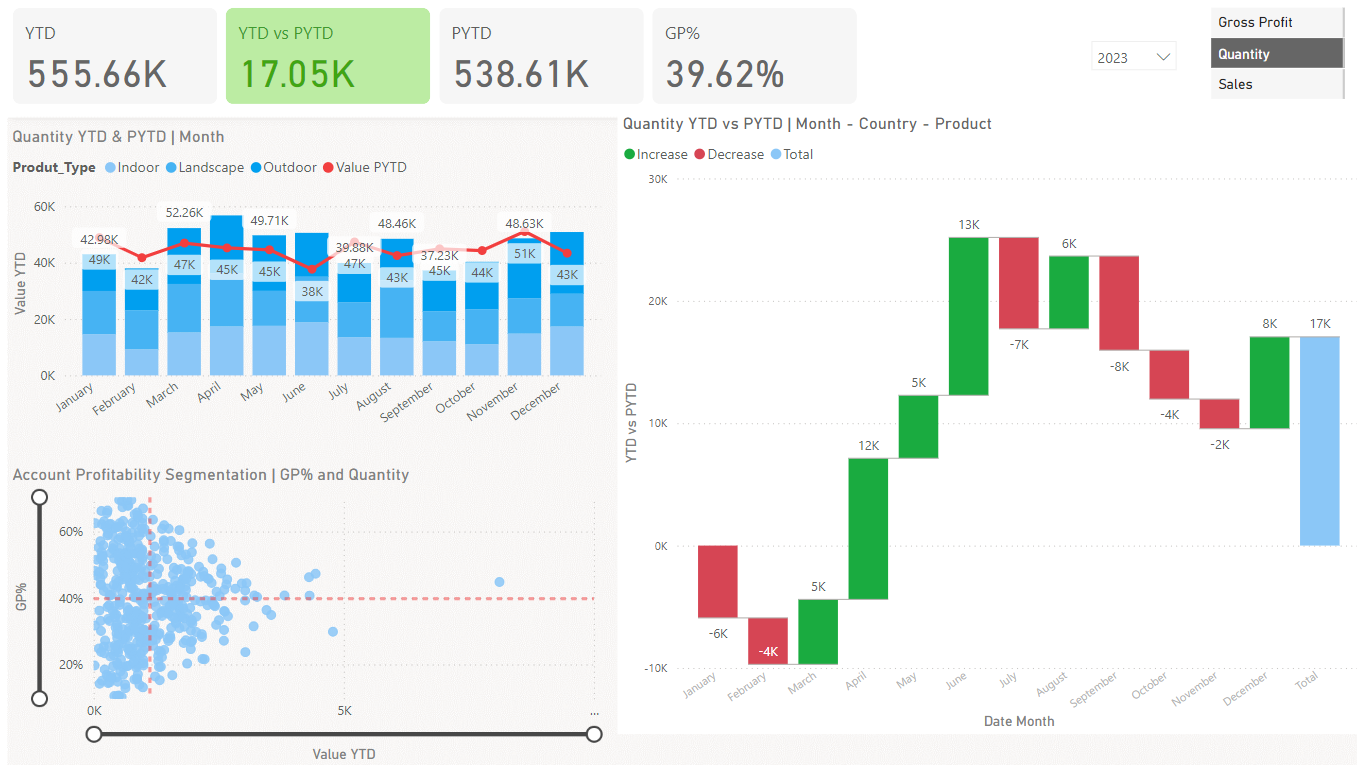 YTD
555.66K
YTD vs PYTD
17.05K
PYTD
538.61K
GP%
39.62%
2023
Gross Profit
Quantity
Sales
Quantity YTD & PYTD | Month
Produt_Type Indoor Landscape Outdoor Value PYTD
Value YTD
60K
40K
20K
0K
42.98K 52.26K 49.71K 39.88K 48.46K 37.23K 48.63K
49K 42K 47K 45K 45K 38K 47K 43K 45K 44K 51K 43K
January February March April May June July August September October November December
Account Profitability Segmentation | GP% and Quantity
GP%
60%
40%
20%
0K 5K ...
Value YTD
Quantity YTD vs PYTD | Month - Country - Product
Increase Decrease Total
YTD vs PYTD
30K
20K
10K
0K
-10K
-6K -4K 5K 12K 5K 13K -7K 6K -8K -4K -2K 8K 17K
January February March April May June July August September October November December Total
Date Month